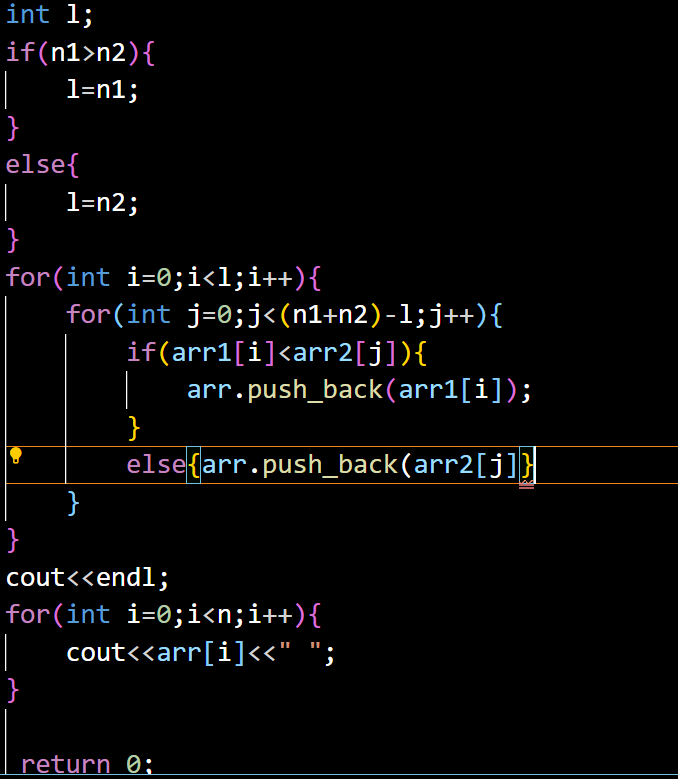 int l;
if(n1>n2){
    l=n1;
}
else{
    l=n2;
}
for(int i=0;i<l;i++){
    for(int j=0;j<(n1+n2)-l;j++){
        if(arr1[i]<arr2[j]){
            arr.push_back(arr1[i]);
        }
        else{arr.push_back(arr2[j]}
    }
}
cout<<endl;
for(int i=0;i<n;i++){
    cout<<arr[i]<<" ";
}
 return 0;